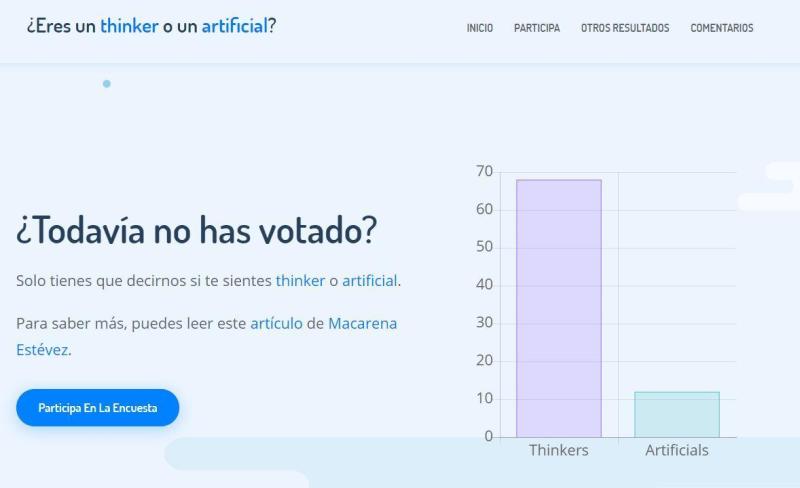 ¿Eres un thinker o un artificial?
INICIO PARTICIPA OTROS RESULTADOS COMENTARIOS
¿Todavía no has votado?
Solo tienes que decirnos si te sientes thinker o artificial.
Para saber más, puedes leer este artículo de Macarena
Estévez.
Participa En La Encuesta
70
60
50
40
30
20
10
0
Thinkers Artificials